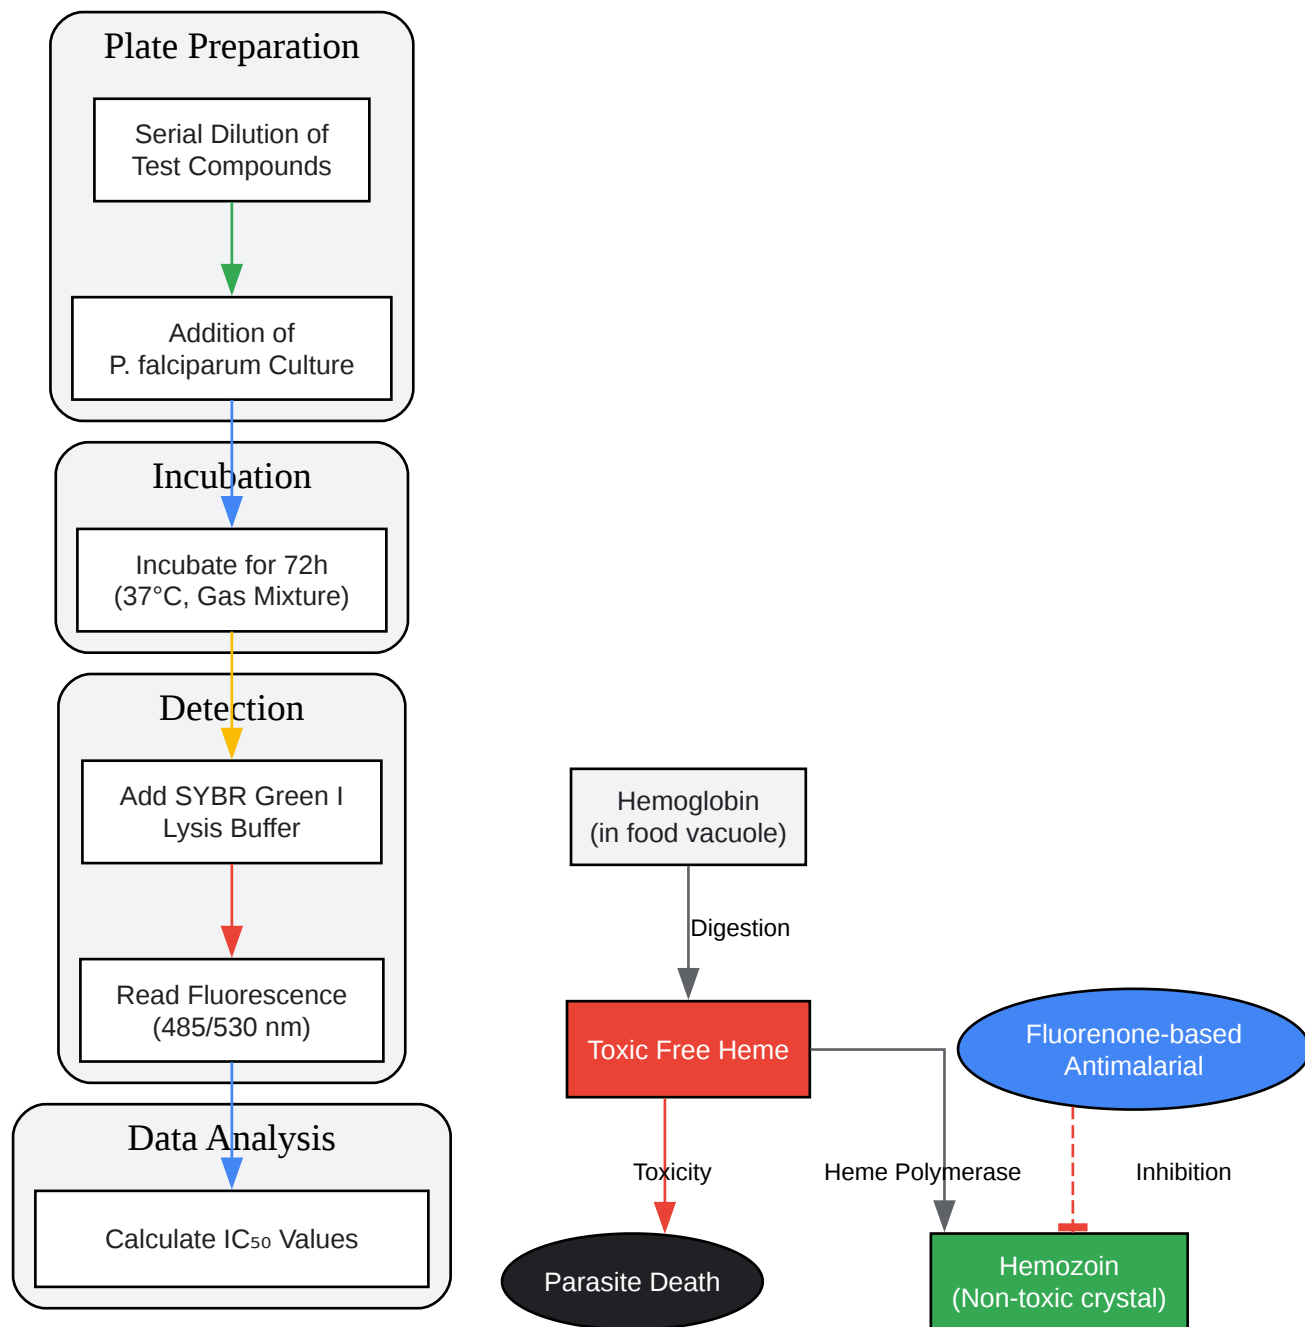 Plate Preparation
Serial Dilution of
Test Compounds
Addition of
P. falciparum Culture
Incubation
Incubate for 72h
(37°C, Gas Mixture)
Detection
Add SYBR Green I
Lysis Buffer
Read Fluorescence
(485/530 nm)
Data Analysis
Calculate IC₅₀ Values
Hemoglobin
(in food vacuole)
Digestion
Toxic Free Heme
Fluorenone-based
Antimalarial
Toxicity
Heme Polymerase
Inhibition
Parasite Death
Hemozoin
(Non-toxic crystal)